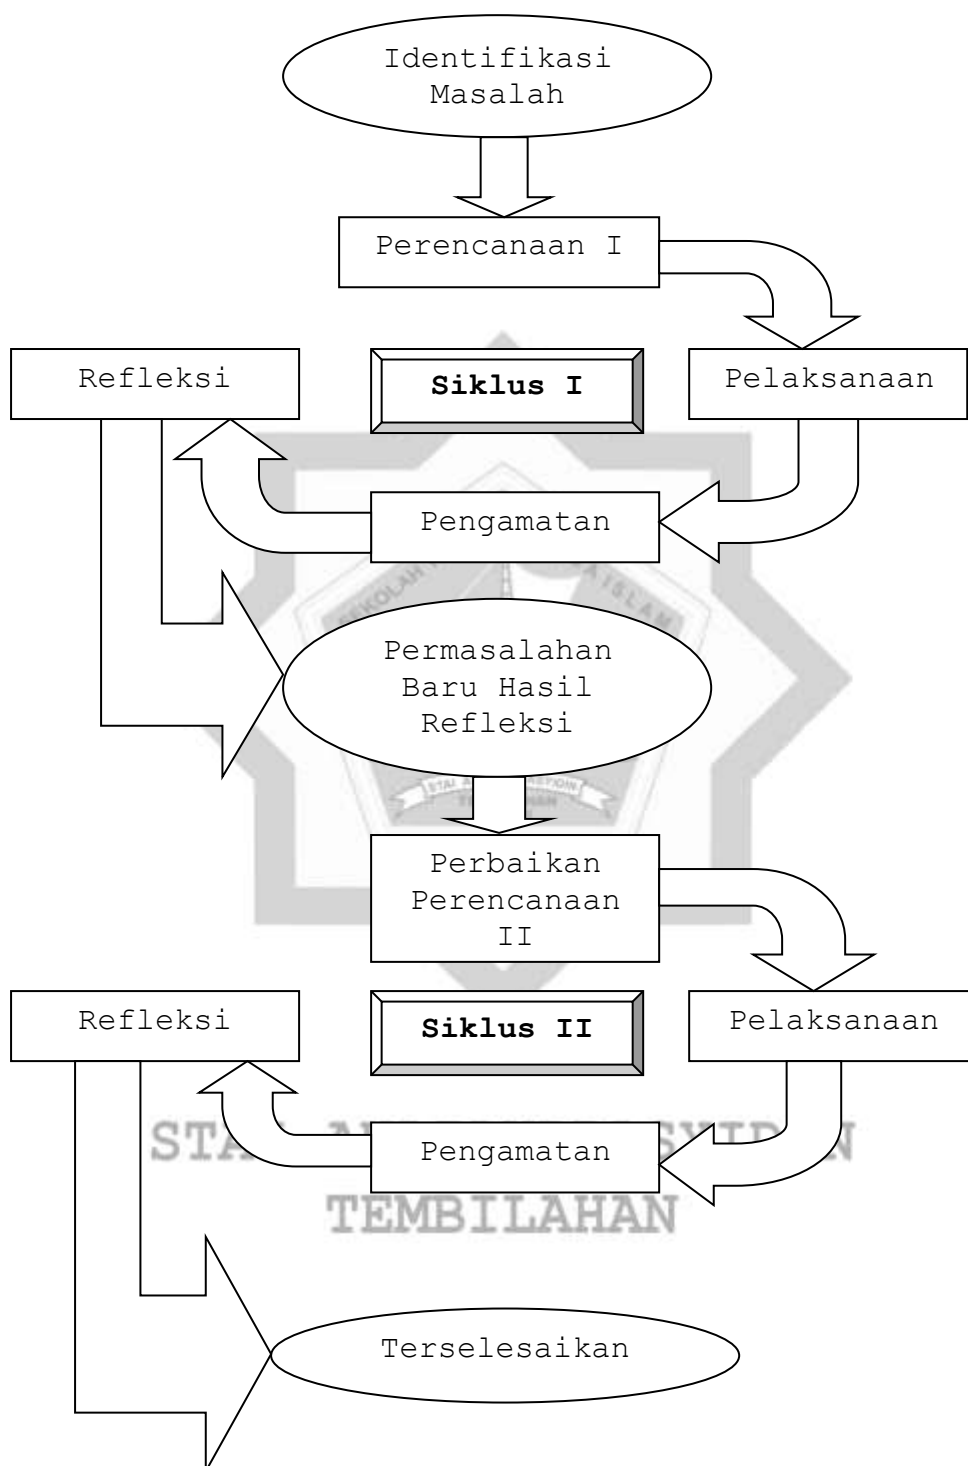 Identifikasi
Masalah
Perencanaan I
Refleksi
Siklus I
Pelaksanaan
Pengamatan
Permasalahan
Baru Hasil
Refleksi
Perbaikan
Perencanaan
II
Refleksi
Siklus II
Pelaksanaan
Pengamatan
TEMBILAHAN
Terselesaikan